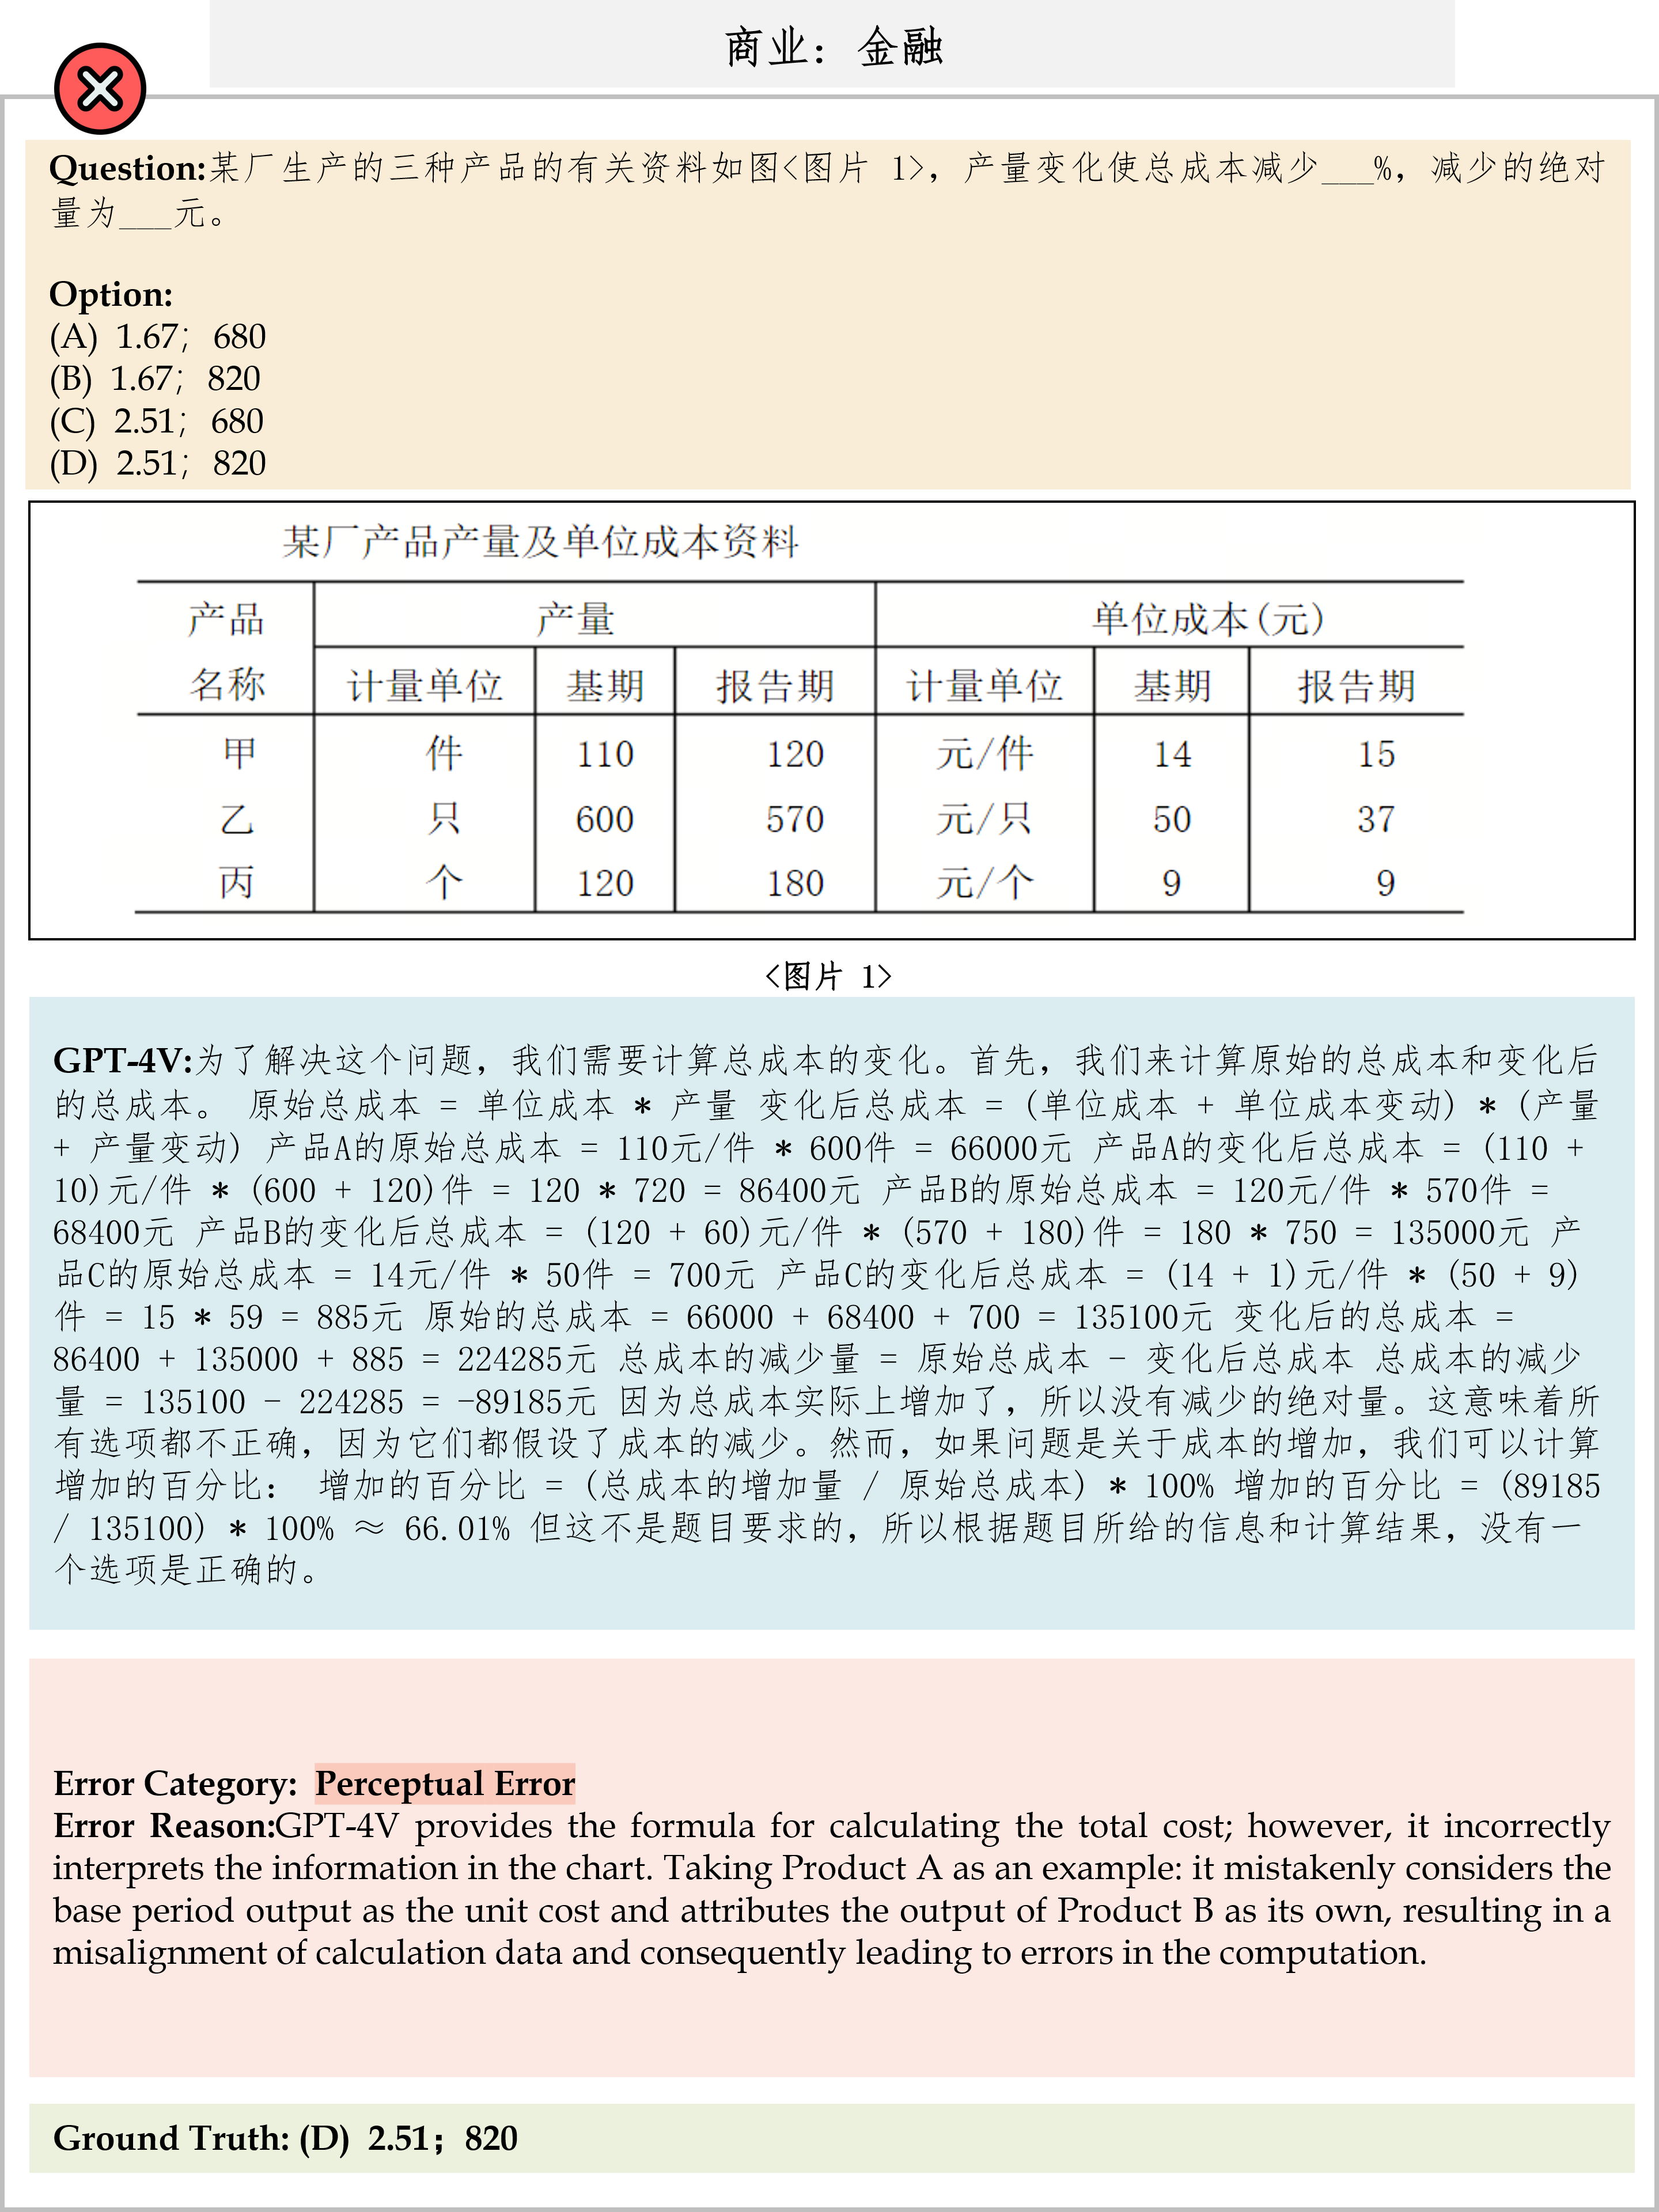 商业：金融
Question:某厂生产的三种产品的有关资料如图<图片 1>，产量变化使总成本减少___%，减少的绝对
量为___元。
Option:
(A) 1.67；680
(B) 1.67；820
(C) 2.51；680
(D) 2.51；820
某厂产品产量及单位成本资料
产品 产量 单位成本(元)
名称 计量单位 基期 报告期 计量单位 基期 报告期
甲 件 110 120 元/件 14 15
乙 只 600 570 元/只 50 37
丙 个 120 180 元/个 9 9
<图片 1>
GPT-4V:为了解决这个问题，我们需要计算总成本的变化。首先，我们来计算原始的总成本和变化后
的总成本。 原始总成本 = 单位成本 * 产量 变化后总成本 = (单位成本 + 单位成本变动) * (产量
+ 产量变动) 产品A的原始总成本 = 110元/件 * 600件 = 66000元 产品A的变化后总成本 = (110 +
10)元/件 * (600 + 120)件 = 120 * 720 = 86400元 产品B的原始总成本 = 120元/件 * 570件 =
68400元 产品B的变化后总成本 = (120 + 60)元/件 * (570 + 180)件 = 180 * 750 = 135000元 产
品C的原始总成本 = 14元/件 * 50件 = 700元 产品C的变化后总成本 = (14 + 1)元/件 * (50 + 9)
件 = 15 * 59 = 885元 原始的总成本 = 66000 + 68400 + 700 = 135100元 变化后的总成本 =
86400 + 135000 + 885 = 224285元 总成本的减少量 = 原始总成本 - 变化后总成本 总成本的减少
量 = 135100 - 224285 = -89185元 因为总成本实际上增加了，所以没有减少的绝对量。这意味着所
有选项都不正确，因为它们都假设了成本的减少。然而，如果问题是关于成本的增加，我们可以计算
增加的百分比： 增加的百分比 = (总成本的增加量 / 原始总成本) * 100% 增加的百分比 = (89185
/ 135100) * 100% ≈ 66.01% 但这不是题目要求的，所以根据题目所给的信息和计算结果，没有一
个选项是正确的。
Error Category: Perceptual Error
Error Reason:GPT-4V provides the formula for calculating the total cost; however, it incorrectly
interprets the information in the chart. Taking Product A as an example: it mistakenly considers the
base period output as the unit cost and attributes the output of Product B as its own, resulting in a
misalignment of calculation data and consequently leading to errors in the computation.
Ground Truth: (D) 2.51；820